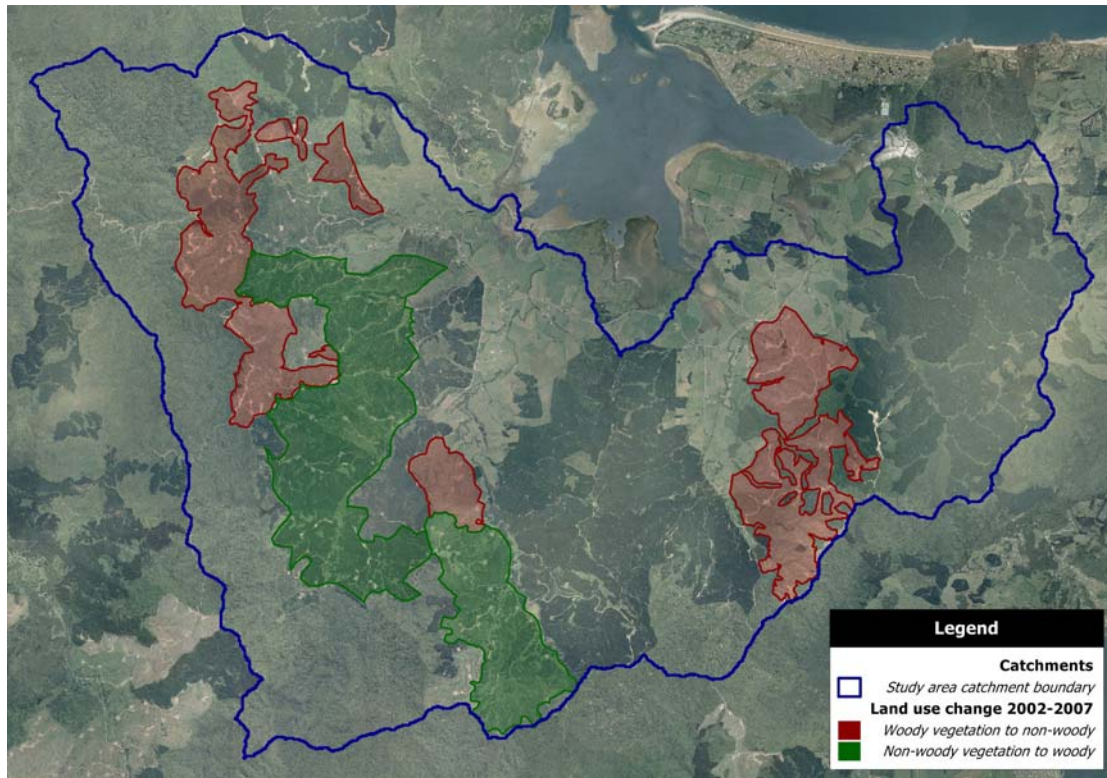 Legend
Catchments
Study area catchment boundary
Land use change 2002-2007
Woody vegetation to non-woody
Non-woody vegetation to woody